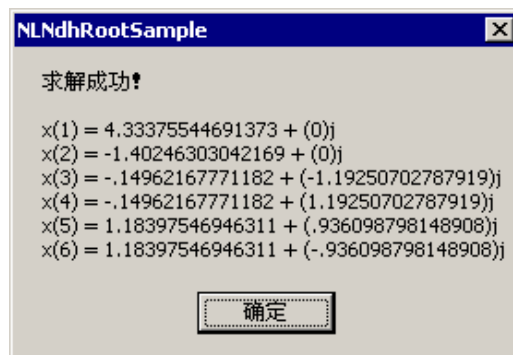 NLNdhRootSample
求解成功!
x(1) = 4.33375544691373 + (0)j
x(2) = -1.40246303042169 + (0)j
x(3) = -.14962167771182 + (-1.19250702787919)j
x(4) = -.14962167771182 + (1.19250702787919)j
x(5) = 1.18397546946311 + (.936098798148908)j
x(6) = 1.18397546946311 + (-.936098798148908)j
确定